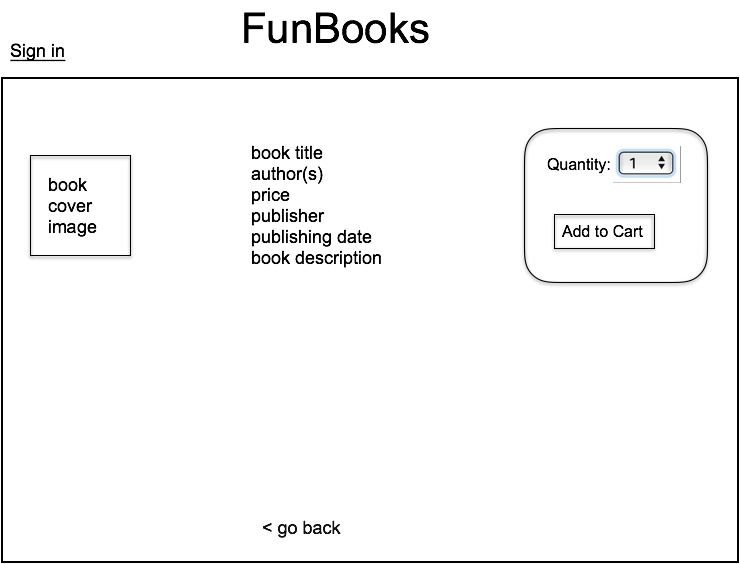 FunBooks
Sign in
book
cover
image
book title
author(s)
price
publisher
publishing date
book description
Quantity: 1
Add to Cart
< go back